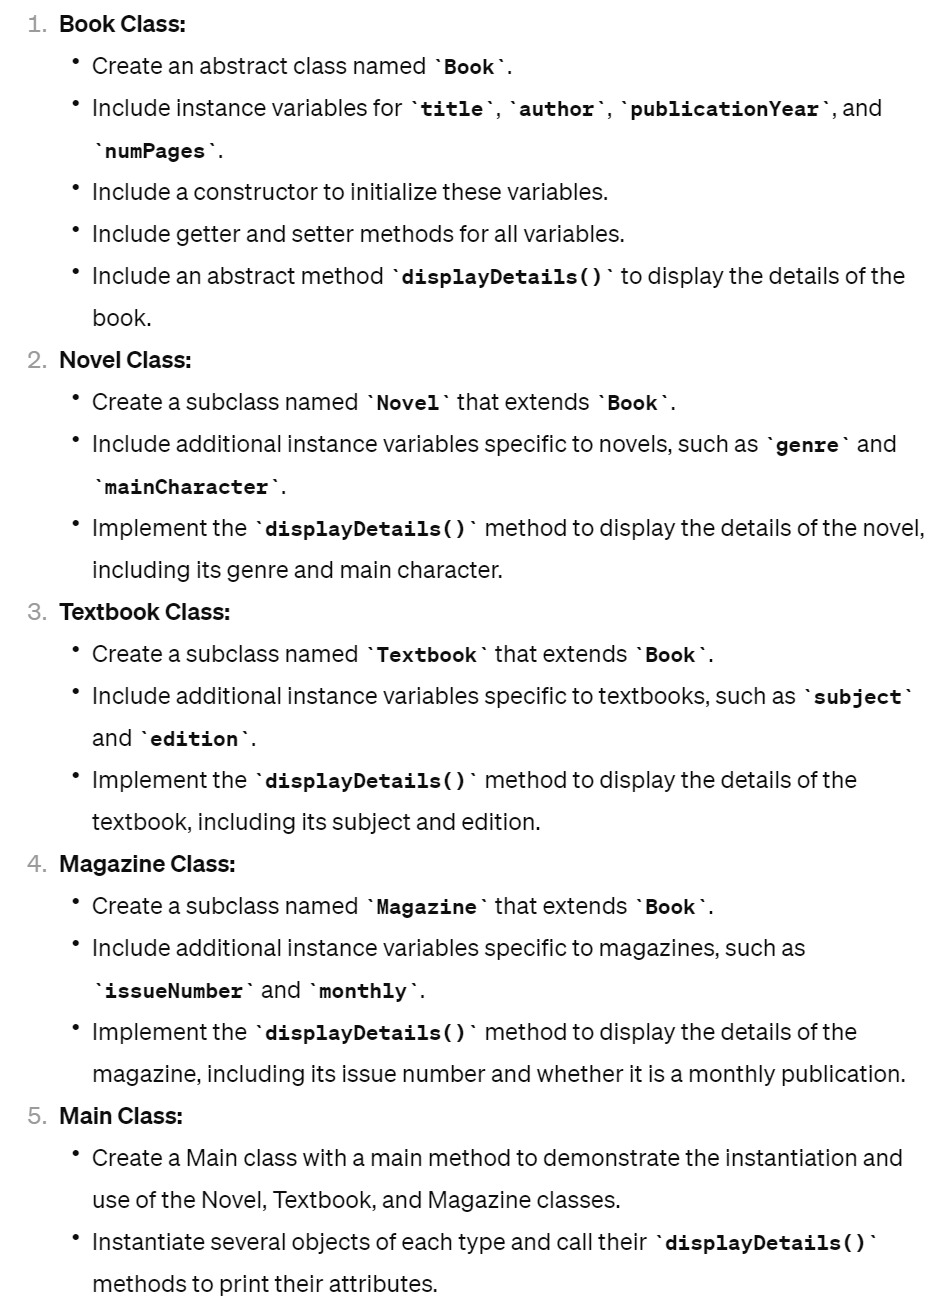 1. Book Class:
• Create an abstract class named `Book`.
• Include instance variables for `title`, `author`, `publicationYear`, and
`numPages`.
• Include a constructor to initialize these variables.
• Include getter and setter methods for all variables.
• Include an abstract method `displayDetails()` to display the details of the
book.
2. Novel Class:
• Create a subclass named `Novel` that extends `Book`.
• Include additional instance variables specific to novels, such as `genre` and
`mainCharacter`.
• Implement the `displayDetails()` method to display the details of the novel,
including its genre and main character.
3. Textbook Class:
• Create a subclass named `Textbook` that extends `Book`.
• Include additional instance variables specific to textbooks, such as `subject`
and `edition`.
• Implement the `displayDetails()` method to display the details of the
textbook, including its subject and edition.
4. Magazine Class:
• Create a subclass named `Magazine` that extends `Book`.
• Include additional instance variables specific to magazines, such as
`issueNumber` and `monthly`.
• Implement the `displayDetails()` method to display the details of the
magazine, including its issue number and whether it is a monthly publication.
5. Main Class:
• Create a Main class with a main method to demonstrate the instantiation and
use of the Novel, Textbook, and Magazine classes.
• Instantiate several objects of each type and call their `displayDetails()`
methods to print their attributes.